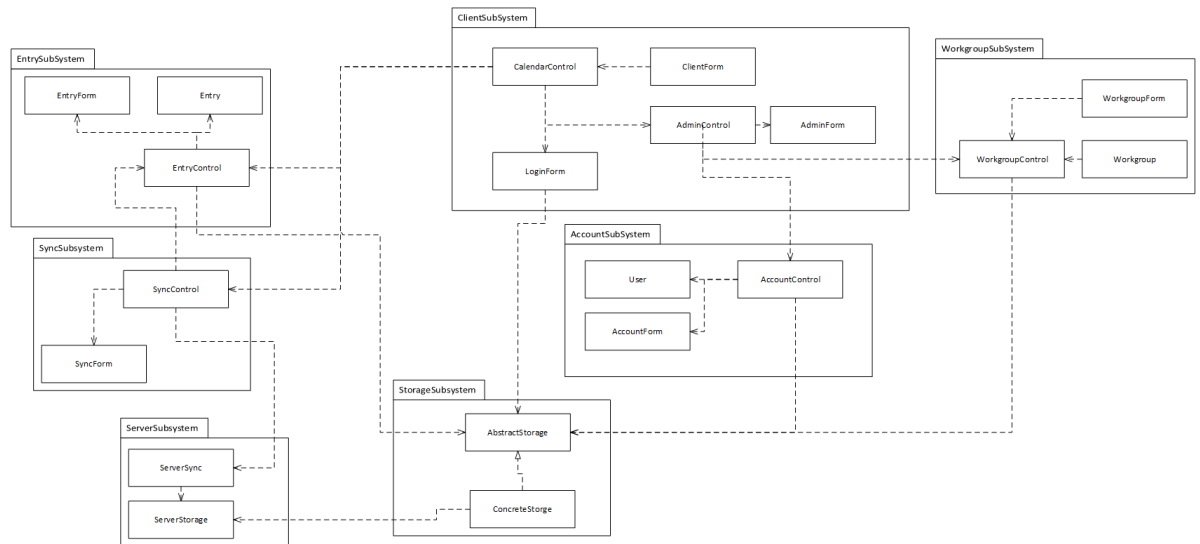 ClientSubSystem
EntrySubSystem
WorkgroupSubSystem
CalendarControl
ClientForm
EntryForm
Entry
WorkgroupForm
AdminControl
AdminForm
EntryControl
LoginForm
WorkgroupControl
Workgroup
SyncSubsystem
AccountSubSystem
SyncControl
User
AccountControl
AccountForm
SyncForm
StorageSubsystem
ServerSubsystem
AbstractStorage
ServerSync
ConcreteStorge
ServerStorage